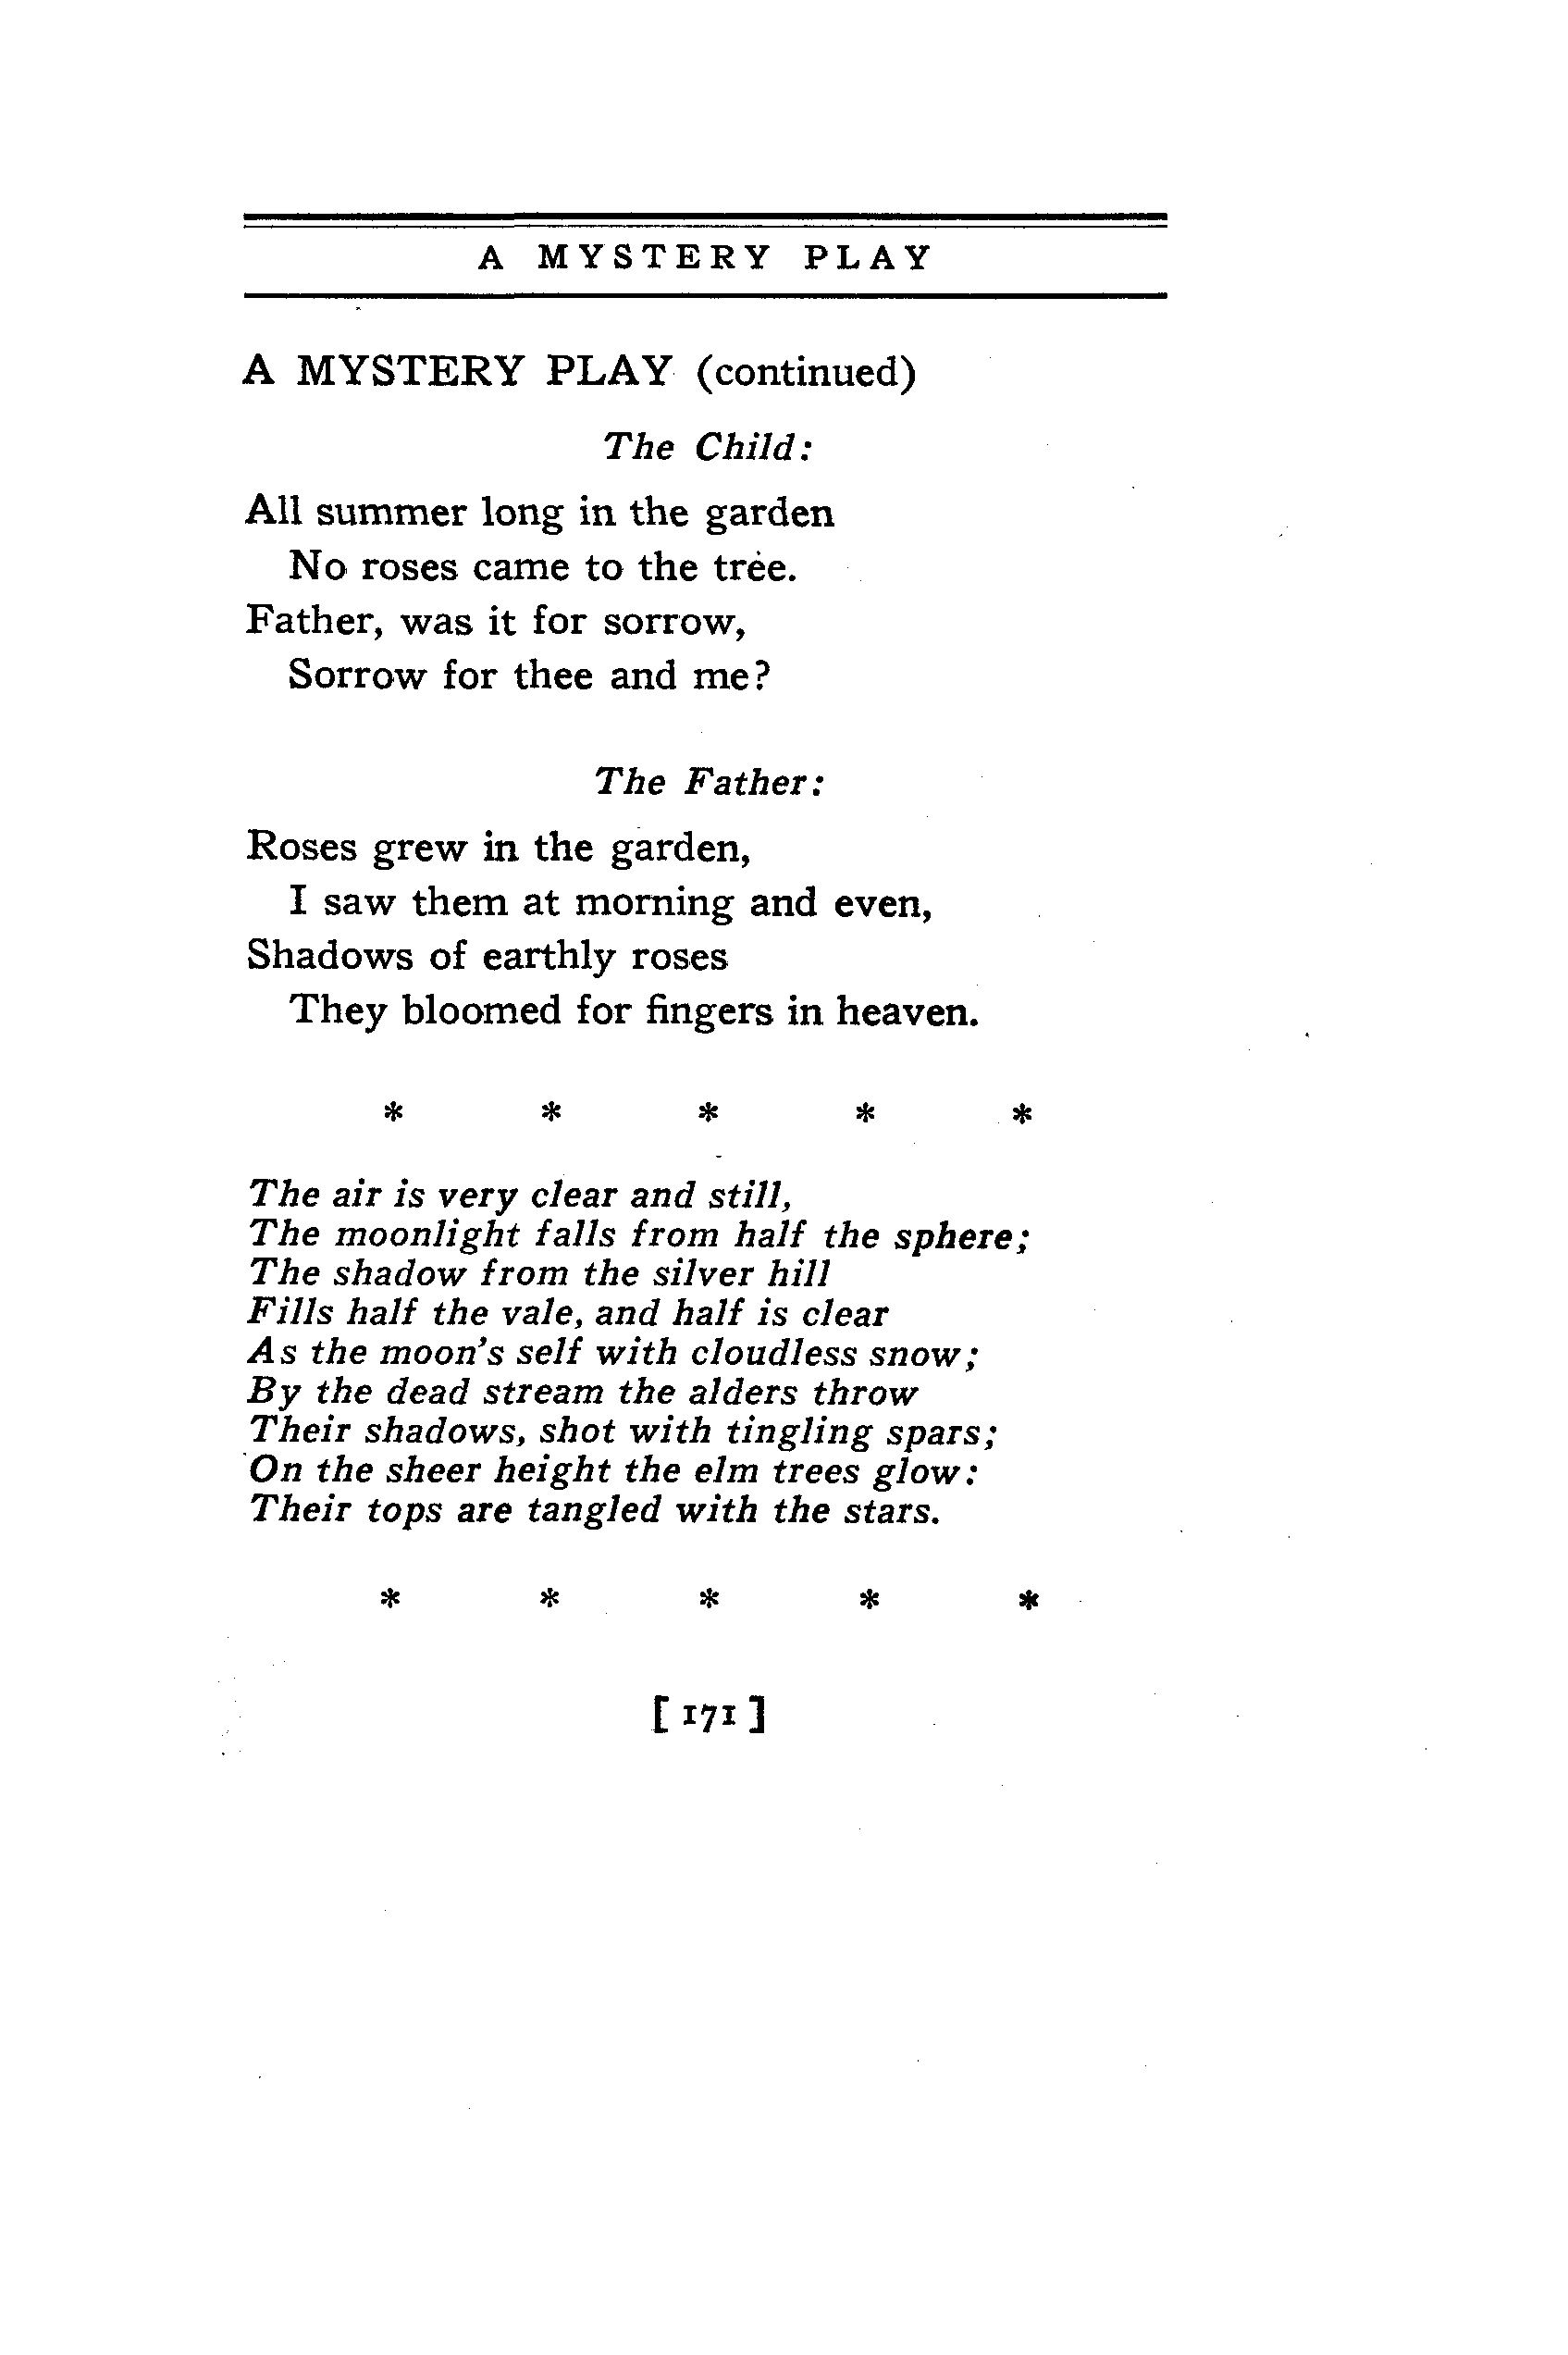 A MYSTERY PLAY
A MYSTERY PLAY (continued)
The Child:
All summer long in the garden
No roses came to the tree.
Father, was it for sorrow,
Sorrow for thee and me?
The Father:
Roses grew in the garden,
I saw them at morning and even,
Shadows of earthly roses
They bloomed for fingers in heaven.
* * * * *
The air is very clear and still,
The moonlight falls from half the sphere;
The shadow from the silver hill
Fills half the vale, and half is clear
As the moon's self with cloudless snow;
By the dead stream the alders throw
Their shadows, shot with tingling spars;
On the sheer height the elm trees glow:
Their tops are tangled with the stars.
* * * * *
[ 171 ]